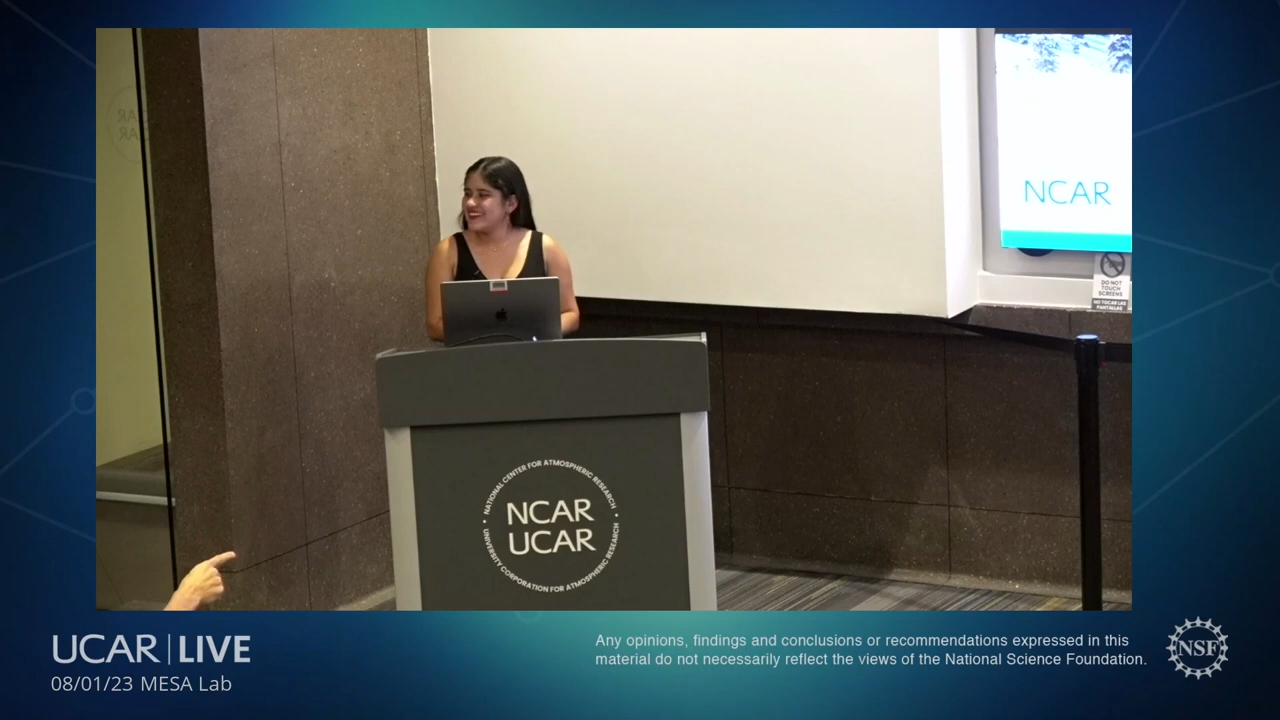 NCAR
DO NOT
TOUCH
SCREENS
NO TOCAR LAS
PANTALLAS
• NATIONAL CENTER FOR ATMOSPHERIC RESEARCH •
NCAR
UCAR
UNIVERSITY CORPORATION FOR ATMOSPHERIC RESEARCH
UCAR | LIVE
08/01/23 MESA Lab
Any opinions, findings and conclusions or recommendations expressed in this
material do not necessarily reflect the views of the National Science Foundation.
NSF